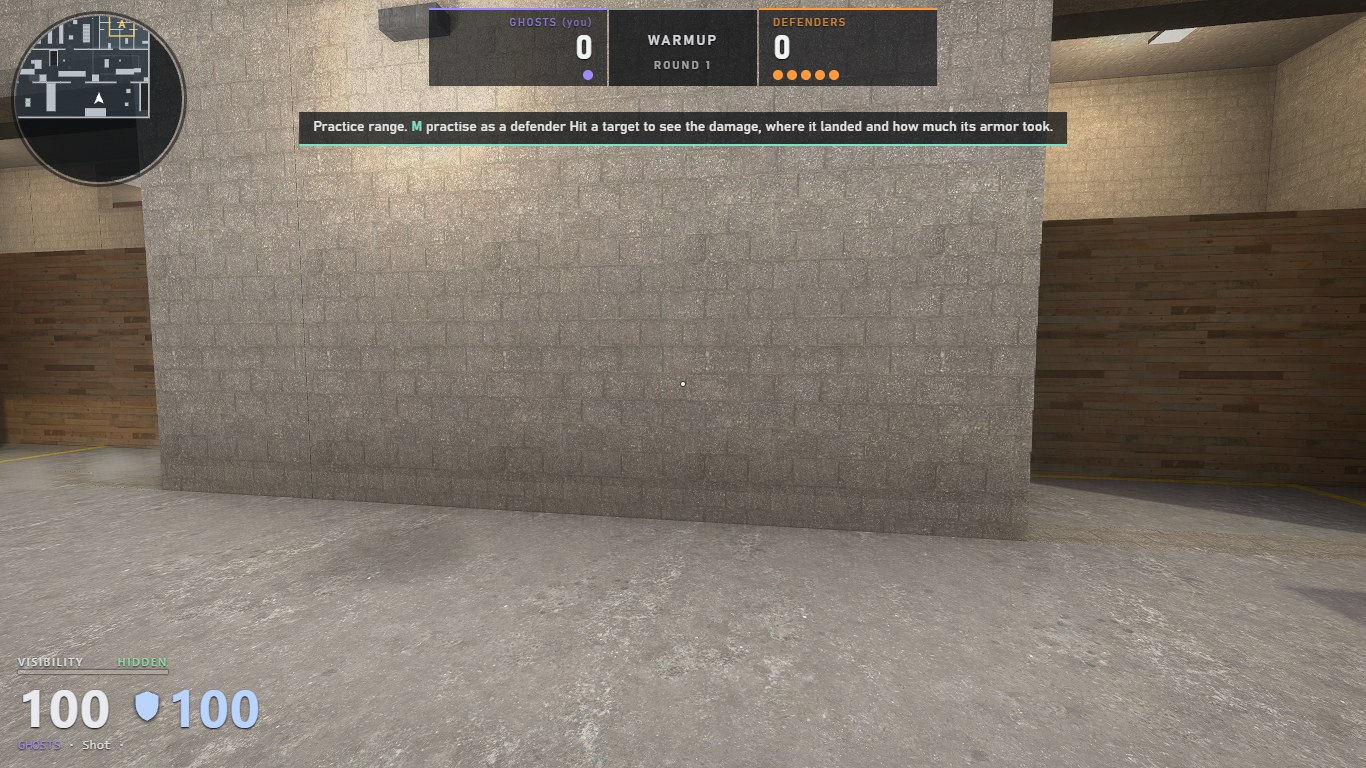 A
GHOSTS (you)
0
WARMUP
ROUND 1
DEFENDERS
0
Practice range. M practise as a defender Hit a target to see the damage, where it landed and how much its armor took.
VISIBILITY HIDDEN
100 100
GHOSTS · Shot ·